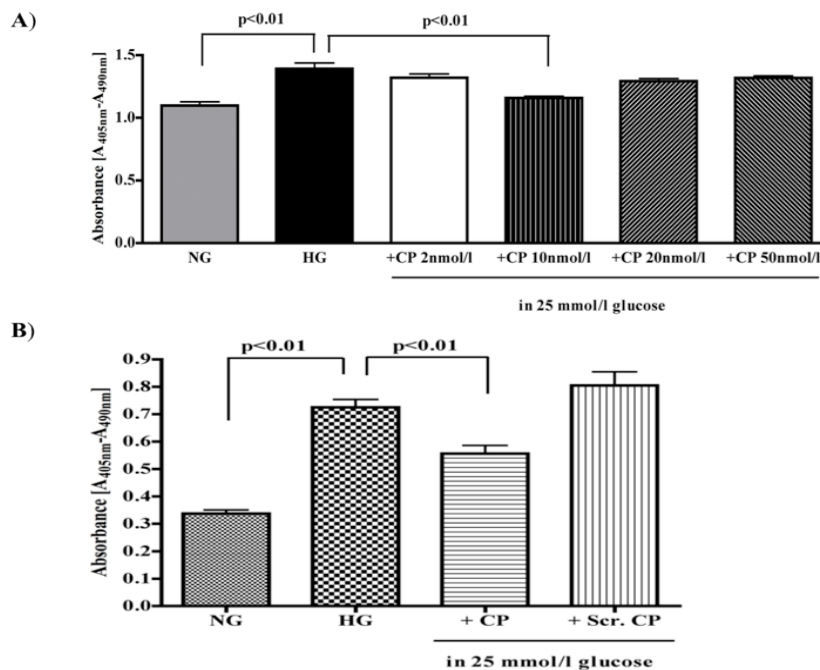 A)
p<0.01
p<0.01
Absorbance [A405nm-A490nm]
1.5
1.0
0.5
0.0
NG
HG
+CP 2nmol/l
+CP 10nmol/l
+CP 20nmol/l
+CP 50nmol/l
in 25 mmol/l glucose
B)
p<0.01
p<0.01
Absorbance [A405nm-A490nm]
0.9
0.8
0.7
0.6
0.5
0.4
0.3
0.2
0.1
0.0
NG
HG
+ CP
+ Scr. CP
in 25 mmol/l glucose